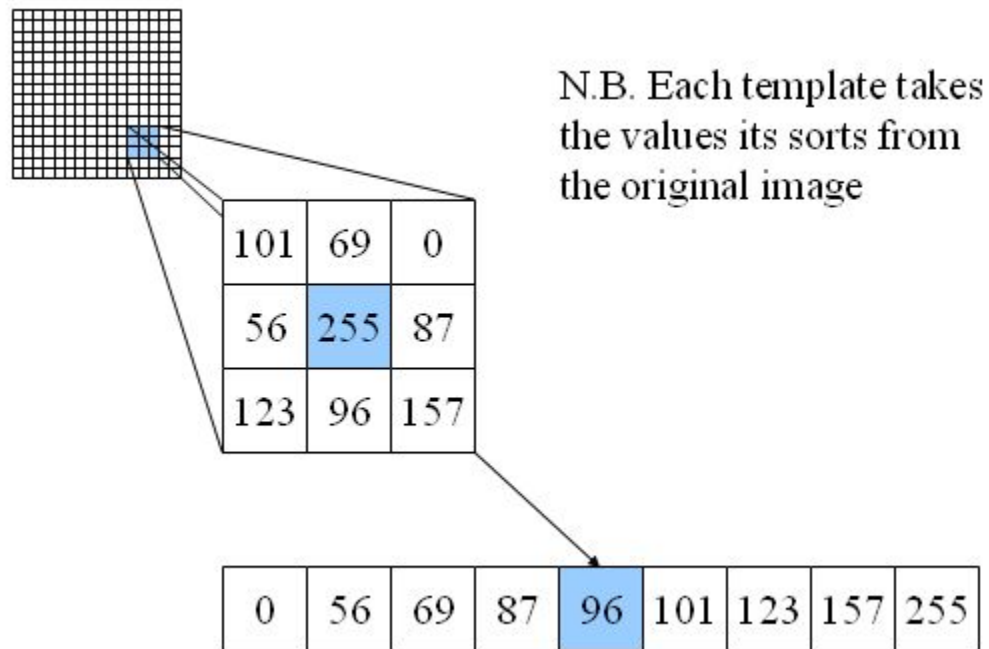 N.B. Each template takes
the values its sorts from
the original image
101 69 0
56 255 87
123 96 157
0 56 69 87 96 101 123 157 255